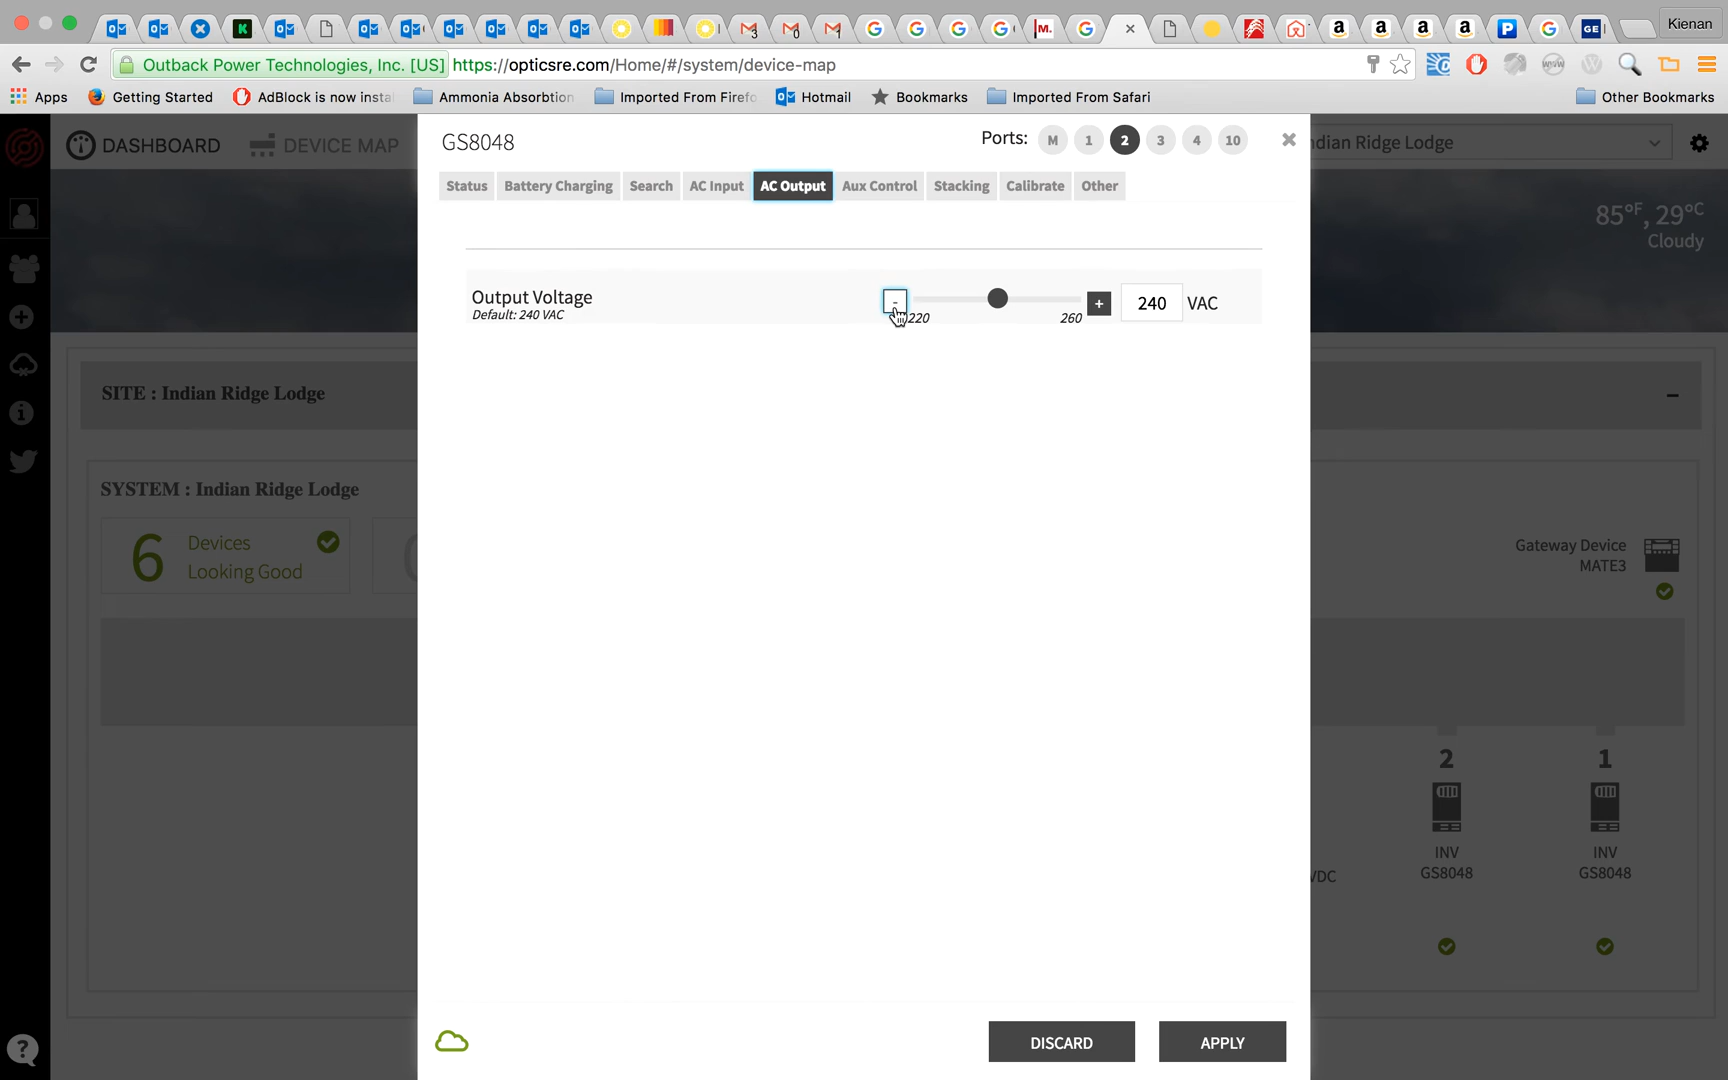 Kienan
Outback Power Technologies, Inc. [US] https://opticsre.com/Home/#/system/device-map
Apps Getting Started AdBlock is now insta Ammonia Absorbtion Imported From Firefo Hotmail Bookmarks Imported From Safari Other Bookmarks
DASHBOARD DEVICE MAP
GS8048
Ports: M 1 2 3 4 10
dian Ridge Lodge
Status Battery Charging Search AC Input AC Output Aux Control Stacking Calibrate Other
85°F, 29°C
Cloudy
Output Voltage
Default: 240 VAC
- 220 260 + 240 VAC
SITE : Indian Ridge Lodge
SYSTEM : Indian Ridge Lodge
6 Devices
Looking Good
Gateway Device
MATE3
2 1
INV
GS8048
INV
GS8048
VDC
DISCARD APPLY
?